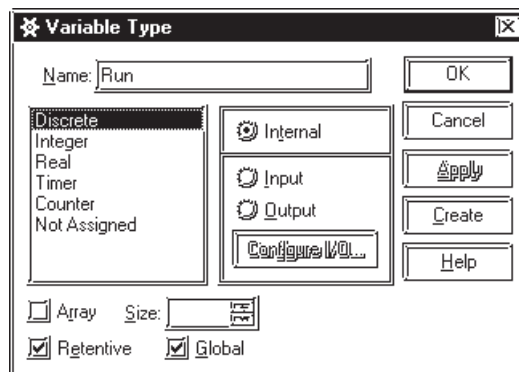 Variable Type
Name: Run
OK
Discrete
Integer
Real
Timer
Counter
Not Assigned
Internal
Input
Output
Configure I/O...
Cancel
Apply
Create
Help
Array Size:
Retentive Global